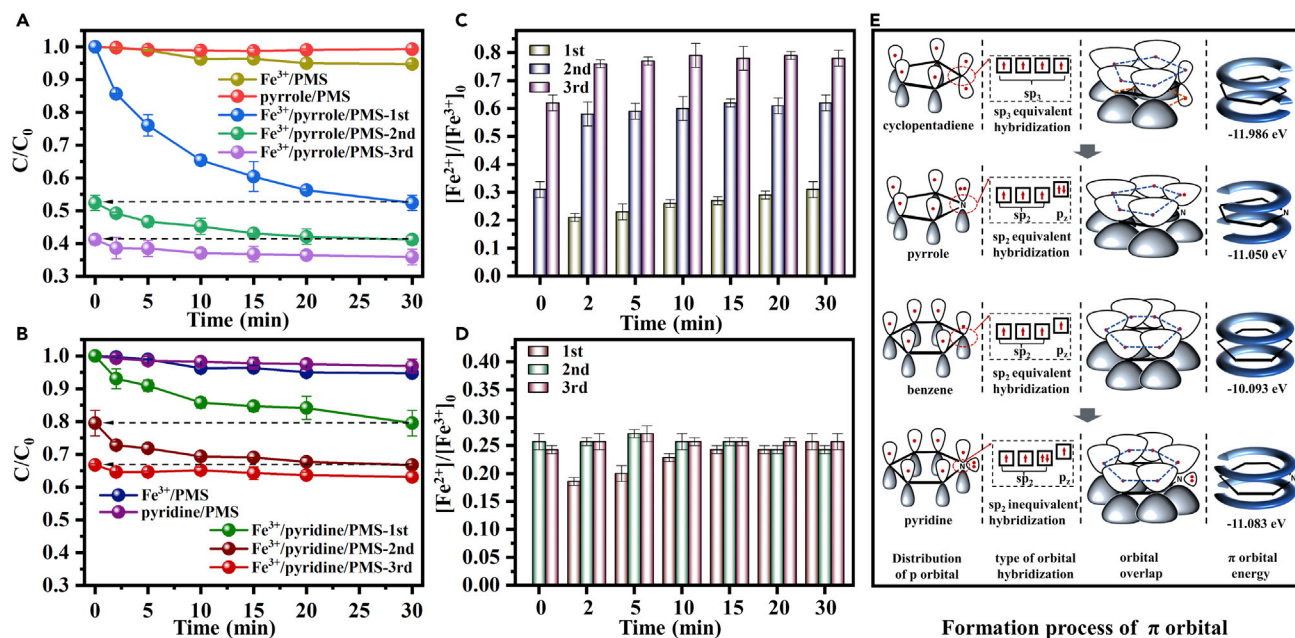 A
C/C₀
1.0
0.9
0.8
0.7
0.6
0.5
0.4
0.3
Fe³⁺/PMS
pyrrole/PMS
Fe³⁺/pyrrole/PMS-1st
Fe³⁺/pyrrole/PMS-2nd
Fe³⁺/pyrrole/PMS-3rd
0 5 10 15 20 25 30
Time (min)
B
C/C₀
1.0
0.9
0.8
0.7
0.6
0.5
0.4
0.3
Fe³⁺/PMS
pyridine/PMS
Fe³⁺/pyridine/PMS-1st
Fe³⁺/pyridine/PMS-2nd
Fe³⁺/pyridine/PMS-3rd
0 5 10 15 20 25 30
Time (min)
C
[Fe²⁺]/[Fe³⁺]₀
0.8
0.7
0.6
0.5
0.4
0.3
0.2
0.1
0.0
1st
2nd
3rd
0 2 5 10 15 20 30
Time (min)
D
[Fe²⁺]/[Fe³⁺]₀
0.40
0.35
0.30
0.25
0.20
0.15
0.10
0.05
0.00
1st
2nd
3rd
0 2 5 10 15 20 30
Time (min)
E
cyclopentadiene
sp₃
sp₃ equivalent
hybridization
-11.986 eV
N
pyrrole
sp₂ p_z
sp₂ equivalent
hybridization
N
N
-11.050 eV
benzene
sp₂ p_z
sp₂ equivalent
hybridization
-10.093 eV
N
pyridine
sp₂ p_z
sp₂ inequivalent
hybridization
N
N
-11.083 eV
Distribution
of p orbital
type of orbital
hybridization
orbital
overlap
π orbital
energy
Formation process of π orbital